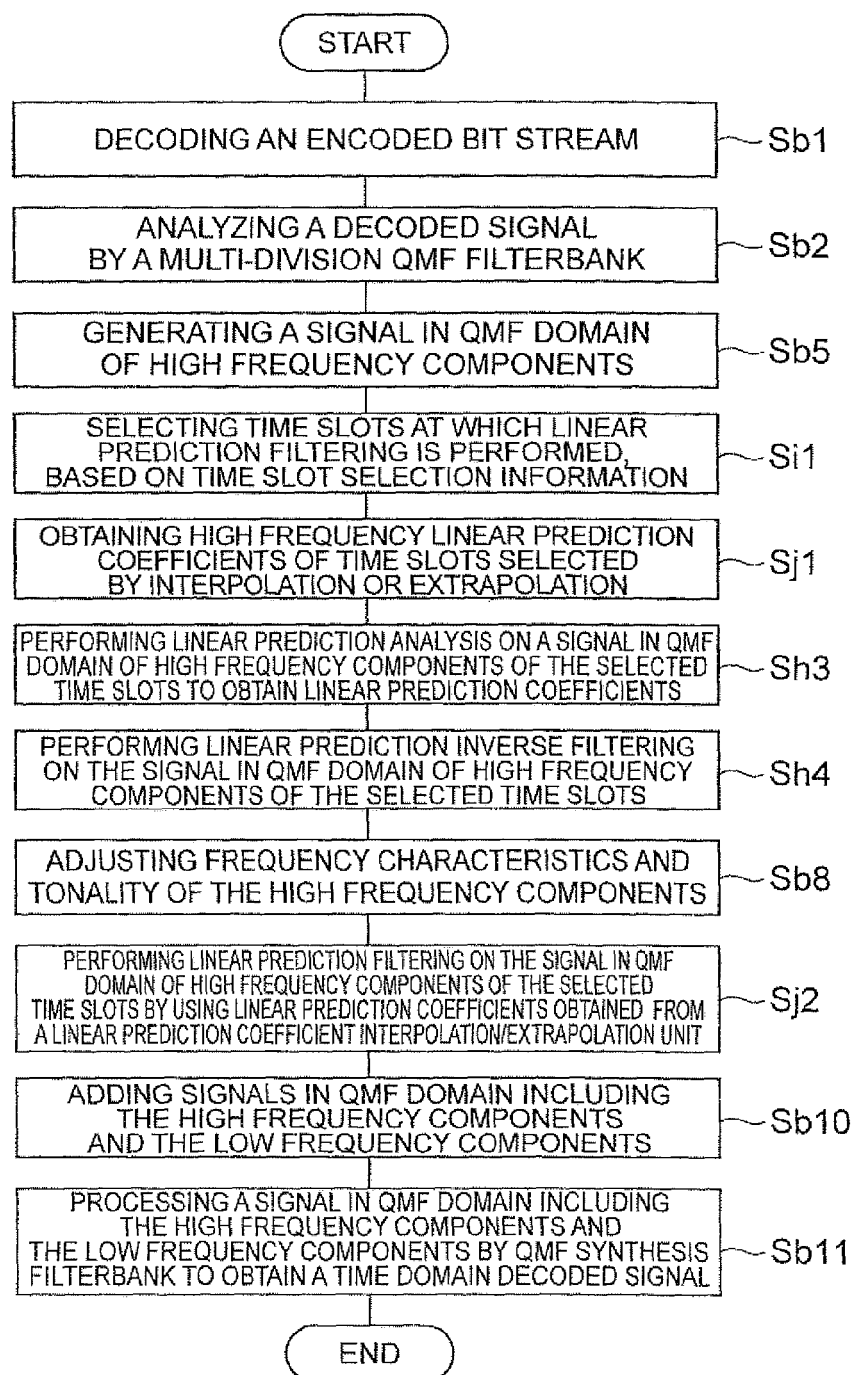 START
DECODING AN ENCODED BIT STREAM
Sb1
ANALYZING A DECODED SIGNAL
BY A MULTI-DIVISION QMF FILTERBANK
Sb2
GENERATING A SIGNAL IN QMF DOMAIN
OF HIGH FREQUENCY COMPONENTS
Sb5
SELECTING TIME SLOTS AT WHICH LINEAR
PREDICTION FILTERING IS PERFORMED,
BASED ON TIME SLOT SELECTION INFORMATION
Si1
OBTAINING HIGH FREQUENCY LINEAR PREDICTION
COEFFICIENTS OF TIME SLOTS SELECTED
BY INTERPOLATION OR EXTRAPOLATION
Sj1
PERFORMING LINEAR PREDICTION ANALYSIS ON A SIGNAL IN QMF
DOMAIN OF HIGH FREQUENCY COMPONENTS OF THE SELECTED
TIME SLOTS TO OBTAIN LINEAR PREDICTION COEFFICIENTS
Sh3
PERFORMNG LINEAR PREDICTION INVERSE FILTERING
ON THE SIGNAL IN QMF DOMAIN OF HIGH FREQUENCY
COMPONENTS OF THE SELECTED TIME SLOTS
Sh4
ADJUSTING FREQUENCY CHARACTERISTICS AND
TONALITY OF THE HIGH FREQUENCY COMPONENTS
Sb8
PERFORMING LINEAR PREDICTION FILTERING ON THE SIGNAL IN QMF
DOMAIN OF HIGH FREQUENCY COMPONENTS OF THE SELECTED
TIME SLOTS BY USING LINEAR PREDICTION COEFFICIENTS OBTAINED FROM
A LINEAR PREDICTION COEFFICIENT INTERPOLATION/EXTRAPOLATION UNIT
Sj2
ADDING SIGNALS IN QMF DOMAIN INCLUDING
THE HIGH FREQUENCY COMPONENTS
AND THE LOW FREQUENCY COMPONENTS
Sb10
PROCESSING A SIGNAL IN QMF DOMAIN INCLUDING
THE HIGH FREQUENCY COMPONENTS AND
THE LOW FREQUENCY COMPONENTS BY QMF SYNTHESIS
FILTERBANK TO OBTAIN A TIME DOMAIN DECODED SIGNAL
Sb11
END